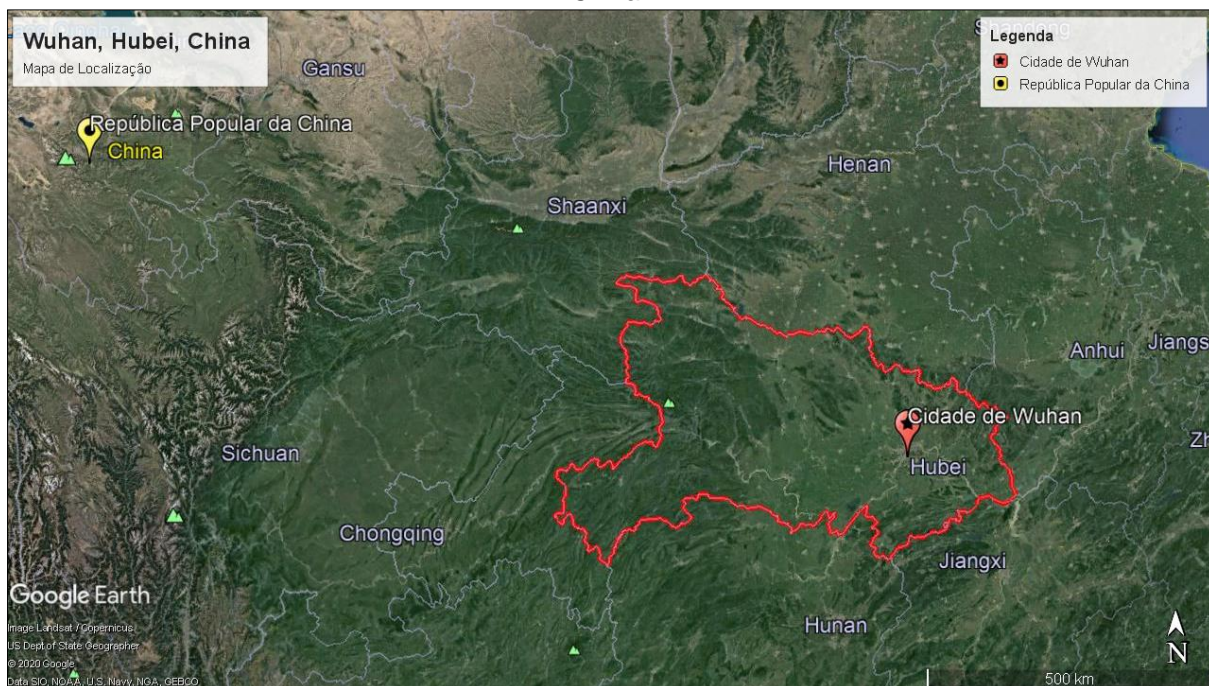 Wuhan, Hubei, China
Mapa de Localização
Legenda
Cidade de Wuhan
República Popular da China
Gansu
Shandong
República Popular da China
China
Henan
Shaanxi
Anhui
Jiangs
Cidade de Wuhan
Hubei
Sichuan
Zh
Chongqing
Jiangxi
Hunan
Google Earth
Image Landsat / Copernicus
US Dept of State Geographer
© 2020 Google
Data SIO, NOAA, U.S. Navy, NGA, GEBCO
N
500 km